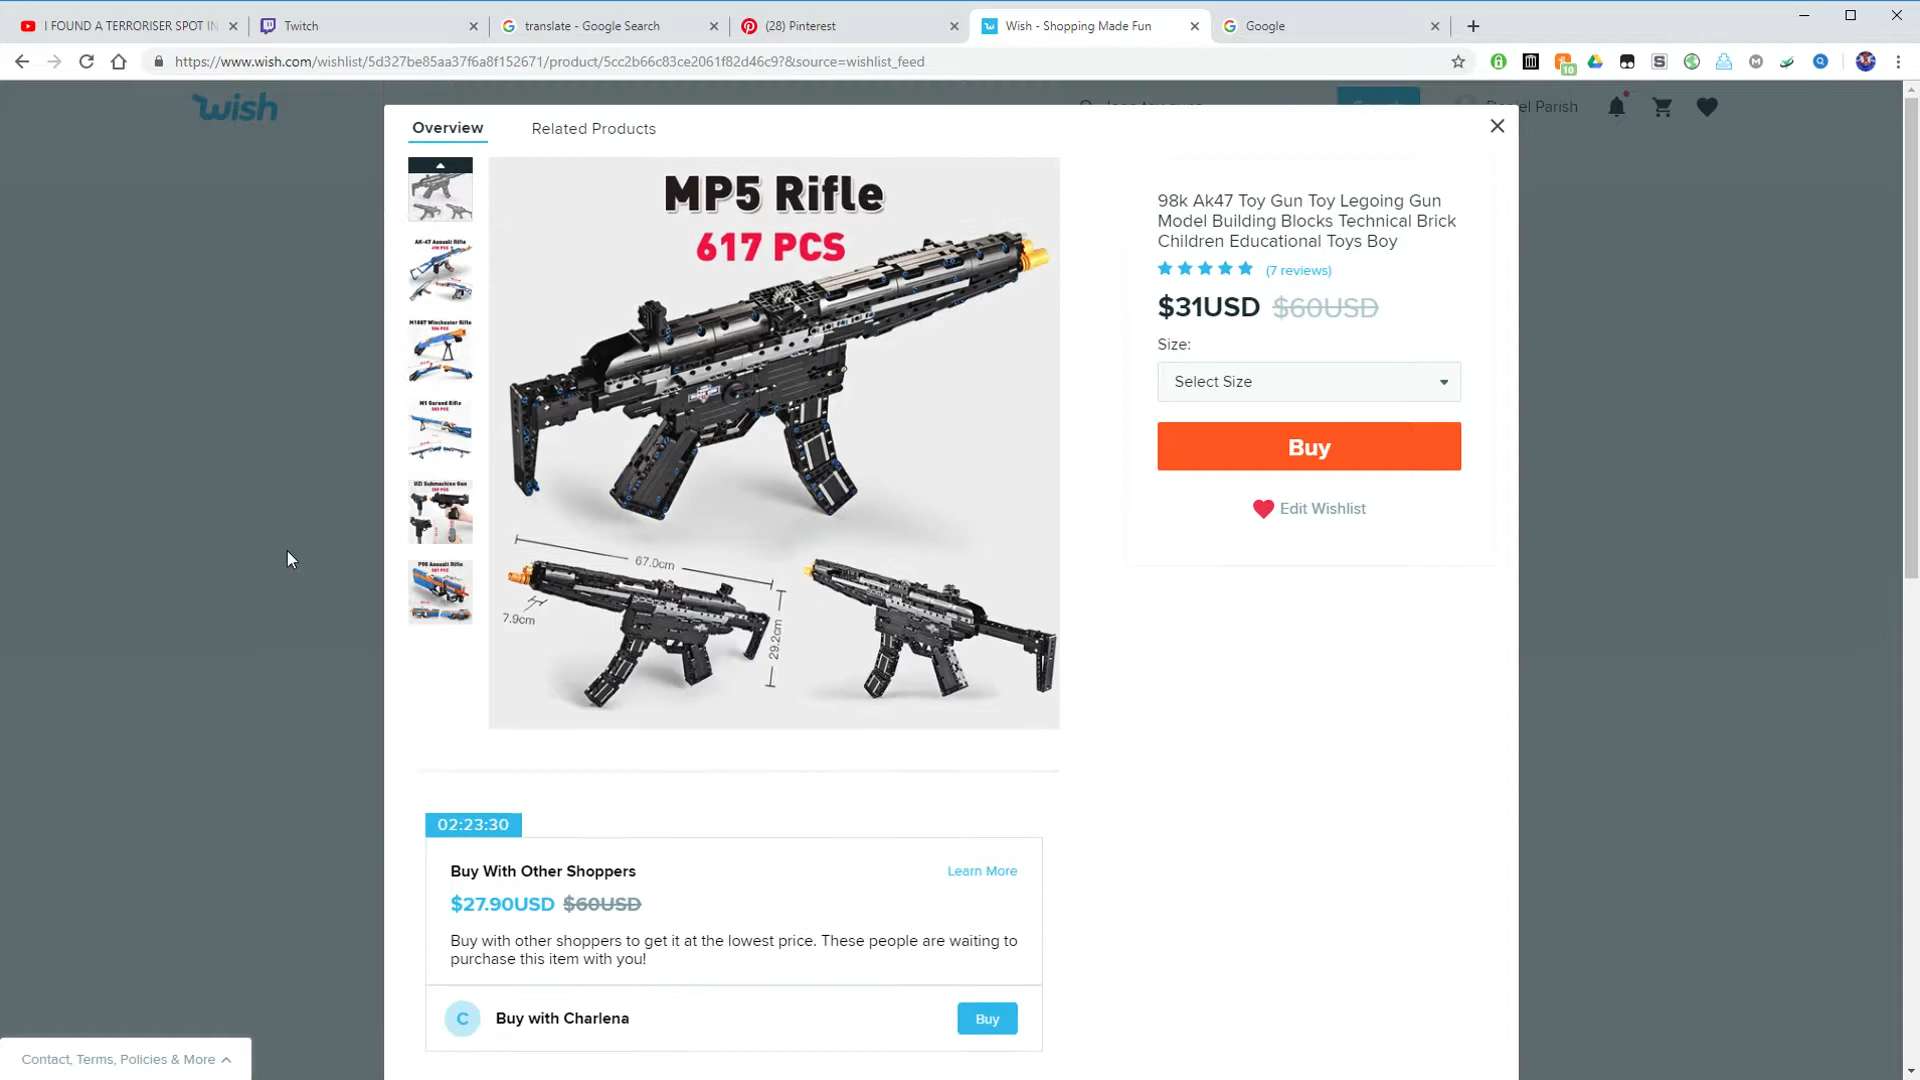 I FOUND A TERRORISER SPOT IN
Twitch
translate - Google Search
(28) Pinterest
Wish - Shopping Made Fun
Google
https://www.wish.com/wishlist/5d327be85aa37f6a8f152671/product/5cc2b66c83ce2061f82d46c9?&source=wishlist_feed
10
wish
Overview
Related Products
MP5 Rifle
617 PCS
AK-47 Assault Rifle
M1887 Winchester Rifle
M1 Garand Rifle
UZI Submachine Gun
P90 Assault Rifle
67.0cm
7.9cm
29.2cm
98k Ak47 Toy Gun Toy Legoing Gun
Model Building Blocks Technical Brick
Children Educational Toys Boy
(7 reviews)
$31USD $60USD
Size:
Select Size
Buy
Edit Wishlist
02:23:30
Buy With Other Shoppers
Learn More
$27.90USD $60USD
Buy with other shoppers to get it at the lowest price. These people are waiting to
purchase this item with you!
C
Buy with Charlena
Buy
Contact, Terms, Policies & More